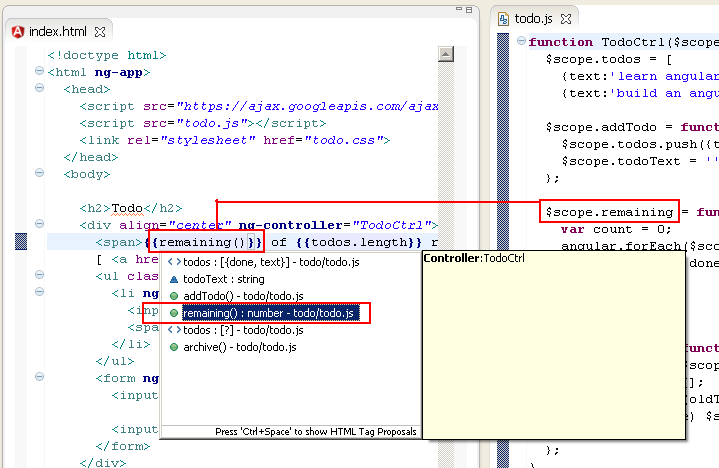 index.html
<!doctype html>
<html ng-app>
<head>
<script src="https://ajax.googleapis.com/ajax
<script src="todo.js"></script>
<link rel="stylesheet" href="todo.css">
</head>
<body>
<h2>Todo</h2>
<div align="center" ng-controller="TodoCtrl">
<span>{{remaining()}} of {{todos.length}} r
[ <a h
<ul clas
<li ng
<inp
<spa
</li>
</ul>
<form ng
<input
<input
</form>
</div>
todos : [{done, text}] - todo/todo.js
todoText : string
addTodo() - todo/todo.js
remaining() : number - todo/todo.js
todos : [?] - todo/todo.js
archive() - todo/todo.js
Press 'Ctrl+Space' to show HTML Tag Proposals
Controller:TodoCtrl
todo.js
function TodoCtrl($scop
$scope.todos = [
{text:'learn angular
{text:'build an angu
$scope.addTodo = funct
$scope.todos.push({t
$scope.todoText = ''
};
$scope.remaining = fun
var count = 0;
angular.forEach($sco
done
funct
$scop
[];
(oldT
e) $s
};